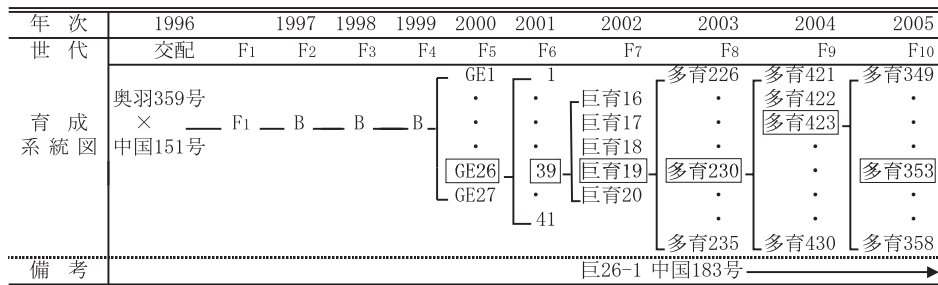 年 次 1996 1997 1998 1999 2000 2001 2002 2003 2004 2005
世 代 交配 F1 F2 F3 F4 F5 F6 F7 F8 F9 F10
GE1 1 多育226 多育421 多育349
奥羽359号 ・ ・ 巨育16 ・ 多育422 ・
育 成 × F1 B B B ・ ・ 巨育17 ・ 多育423 ・
系 統 図 中国151号 ・ ・ 巨育18 ・ ・ ・
GE26 39 巨育19 多育230 ・ 多育353
GE27 ・ 巨育20 ・ ・ ・
41 ・ ・ ・
多育235 多育430 多育358
備 考 巨26-1 中国183号